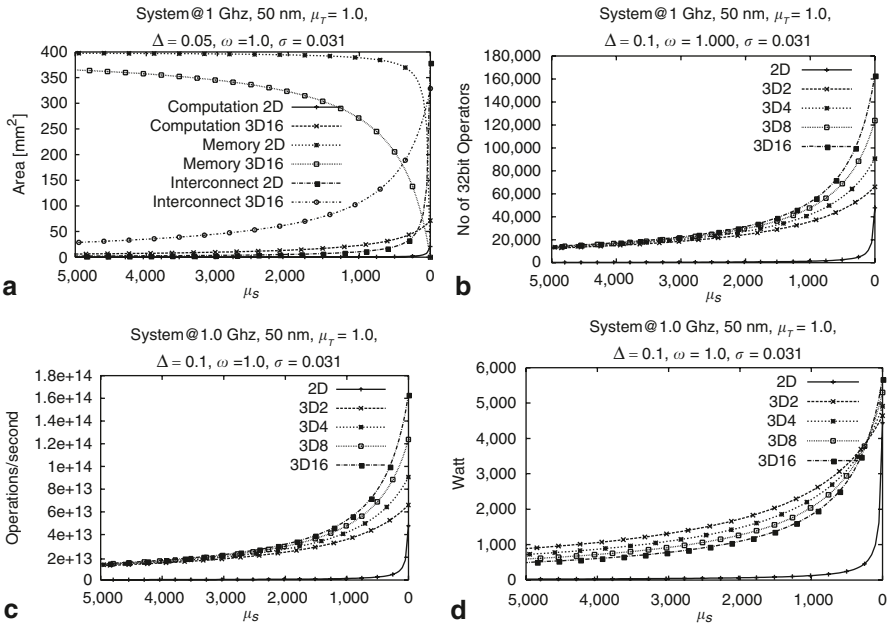 System@1 Ghz, 50 nm, μT = 1.0,
Δ = 0.05, ω =1.0, σ = 0.031
Area [mm²]
400
350
300
250
200
150
100
50
0
Computation 2D
Computation 3D16
Memory 2D
Memory 3D16
Interconnect 2D
Interconnect 3D16
5,000 4,000 3,000 2,000 1,000 0
μs
a
System@1 Ghz, 50 nm, μT = 1.0,
Δ = 0.1, ω = 1.000, σ = 0.031
No of 32bit Operators
180,000
160,000
140,000
120,000
100,000
80,000
60,000
40,000
20,000
0
2D
3D2
3D4
3D8
3D16
5,000 4,000 3,000 2,000 1,000 0
μs
b
System@1.0 Ghz, 50 nm, μT = 1.0,
Δ = 0.1, ω =1.0, σ = 0.031
Operations/second
1.8e+14
1.6e+14
1.4e+14
1.2e+14
1e+14
8e+13
6e+13
4e+13
2e+13
0
2D
3D2
3D4
3D8
3D16
5,000 4,000 3,000 2,000 1,000 0
μs
c
System@1.0 Ghz, 50 nm, μT = 1.0,
Δ = 0.1, ω = 1.0, σ = 0.031
Watt
6,000
5,000
4,000
3,000
2,000
1,000
0
2D
3D2
3D4
3D8
3D16
5,000 4,000 3,000 2,000 1,000 0
μs
d